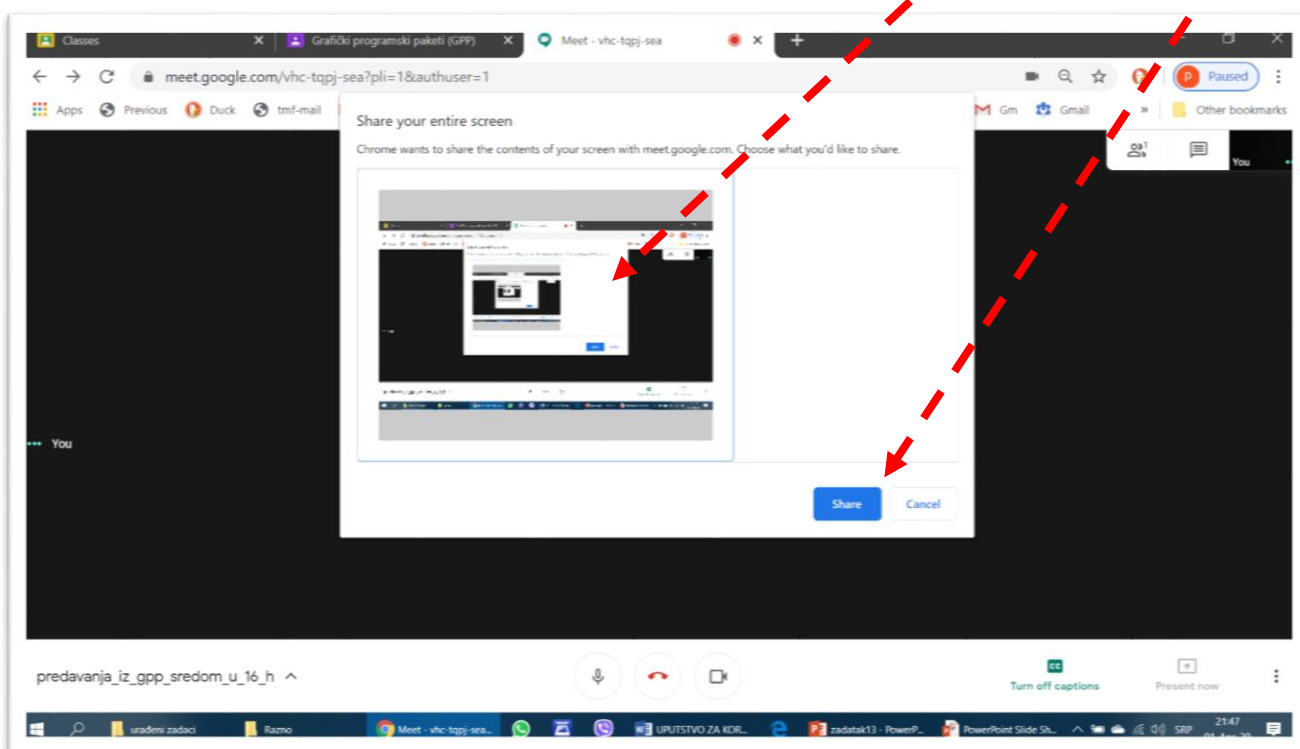 Classes
Grafički programski paketi (GPP)
Meet - vhc-tqpj-sea
meet.google.com/vhc-tqpj-sea?pli=1&authuser=1
Paused
Apps
Previous
Duck
tmf-mail
Gm
Gmail
»
Other bookmarks
Share your entire screen
Chrome wants to share the contents of your screen with meet.google.com. Choose what you'd like to share.
1
You
You
Share
Cancel
predavanja_iz_gpp_sredom_u_16_h
CC
Turn off captions
Present now
urađeni zadaci
Razno
Meet - vhc-tqpj-sea...
UPUTSTVO ZA KOR...
zadatak13 - PowerP...
PowerPoint Slide Sh...
SRP
21:47